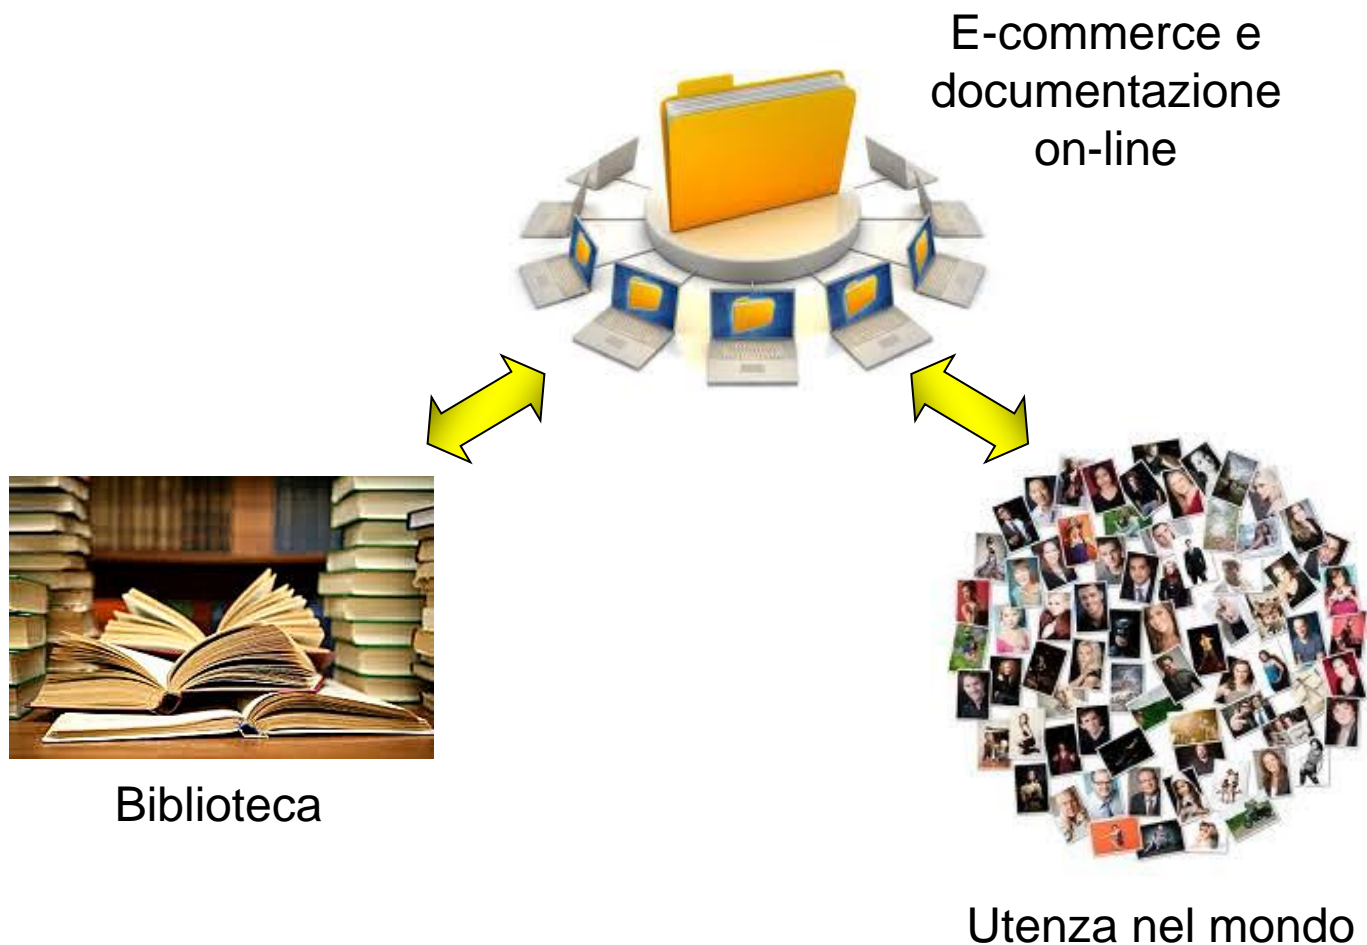 E-commerce e
documentazione
on-line
Biblioteca
Utenza nel mondo